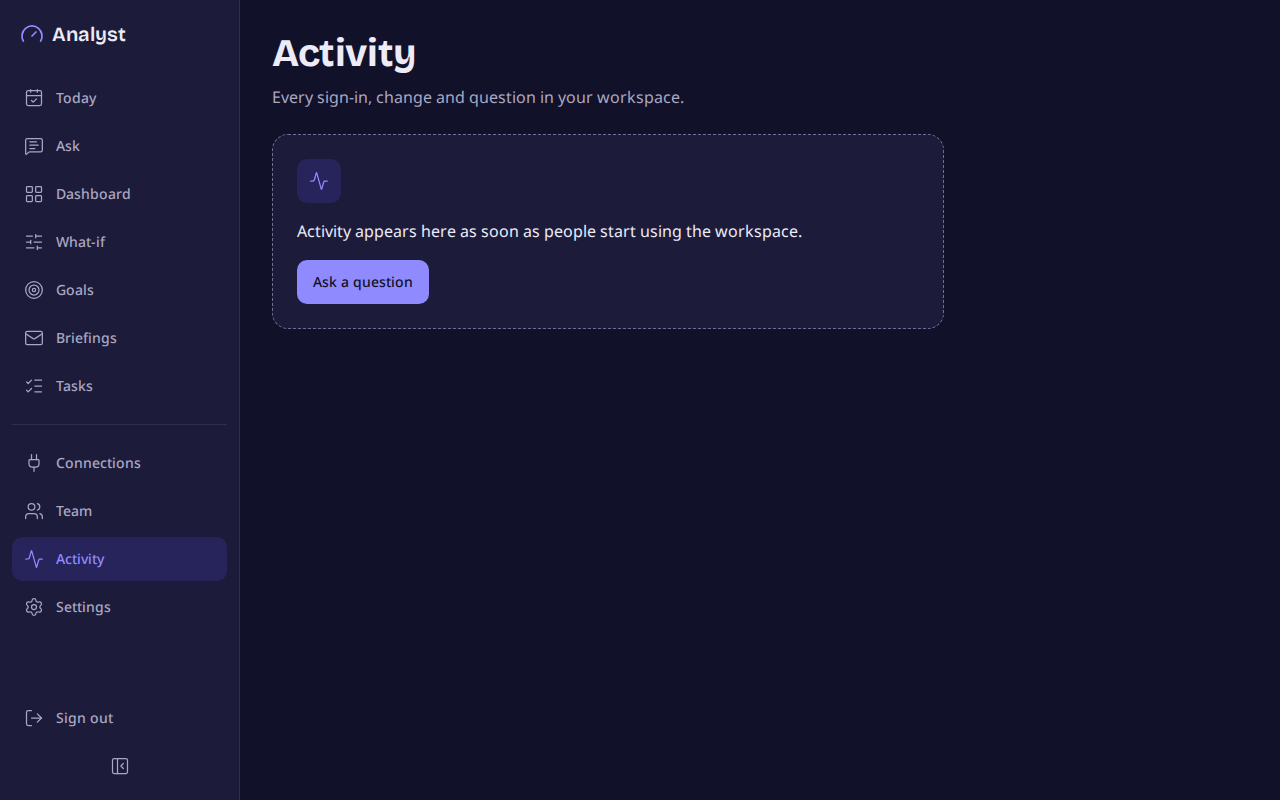 Analyst
Today
Ask
Dashboard
What-if
Goals
Briefings
Tasks
Connections
Team
Activity
Settings
Sign out
Activity
Every sign-in, change and question in your workspace.
Activity appears here as soon as people start using the workspace.
Ask a question